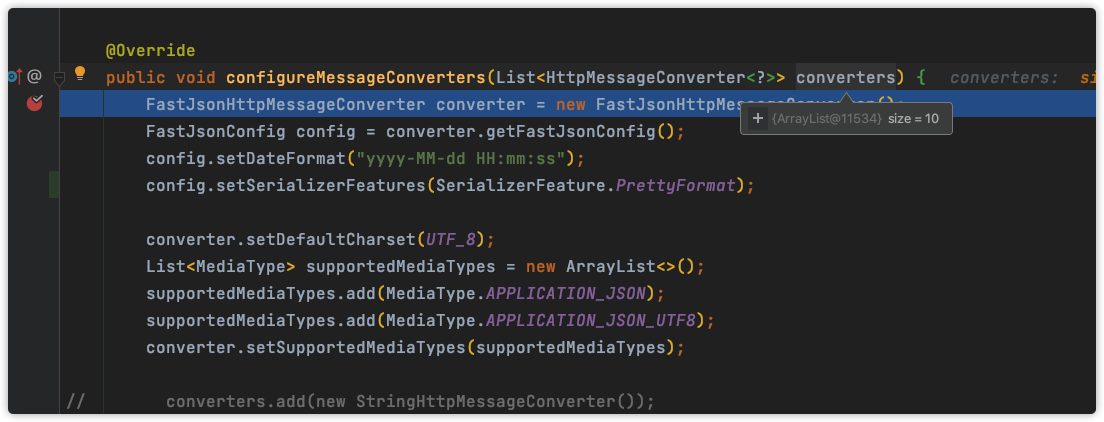 @Override
public void configureMessageConverters(List<HttpMessageConverter<?>> converters) { converters: si
FastJsonHttpMessageConverter converter = new FastJsonHttpMessageConverter();
+ {ArrayList@11534} size = 10
FastJsonConfig config = converter.getFastJsonConfig();
config.setDateFormat("yyyy-MM-dd HH:mm:ss");
config.setSerializerFeatures(SerializerFeature.PrettyFormat);
converter.setDefaultCharset(UTF_8);
List<MediaType> supportedMediaTypes = new ArrayList<>();
supportedMediaTypes.add(MediaType.APPLICATION_JSON);
supportedMediaTypes.add(MediaType.APPLICATION_JSON_UTF8);
converter.setSupportedMediaTypes(supportedMediaTypes);
// converters.add(new StringHttpMessageConverter());